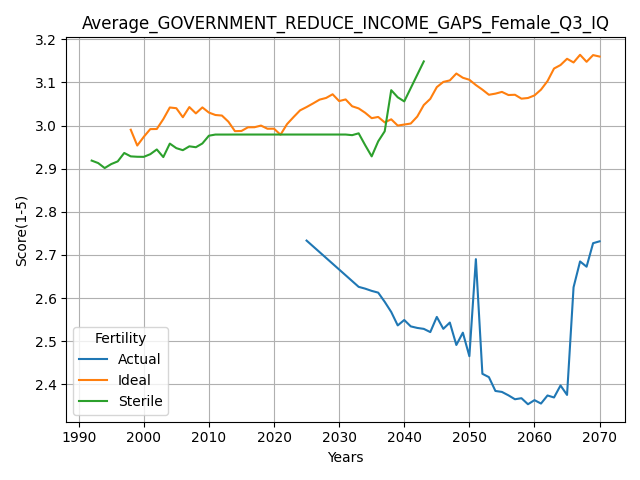 Average_GOVERNMENT_REDUCE_INCOME_GAPS_Female_Q3_IQ
3.2
3.1
3.0
2.9
2.8
2.7
2.6
2.5
2.4
Score(1-5)
Fertility
Actual
Ideal
Sterile
1990 2000 2010 2020 2030 2040 2050 2060 2070
Years